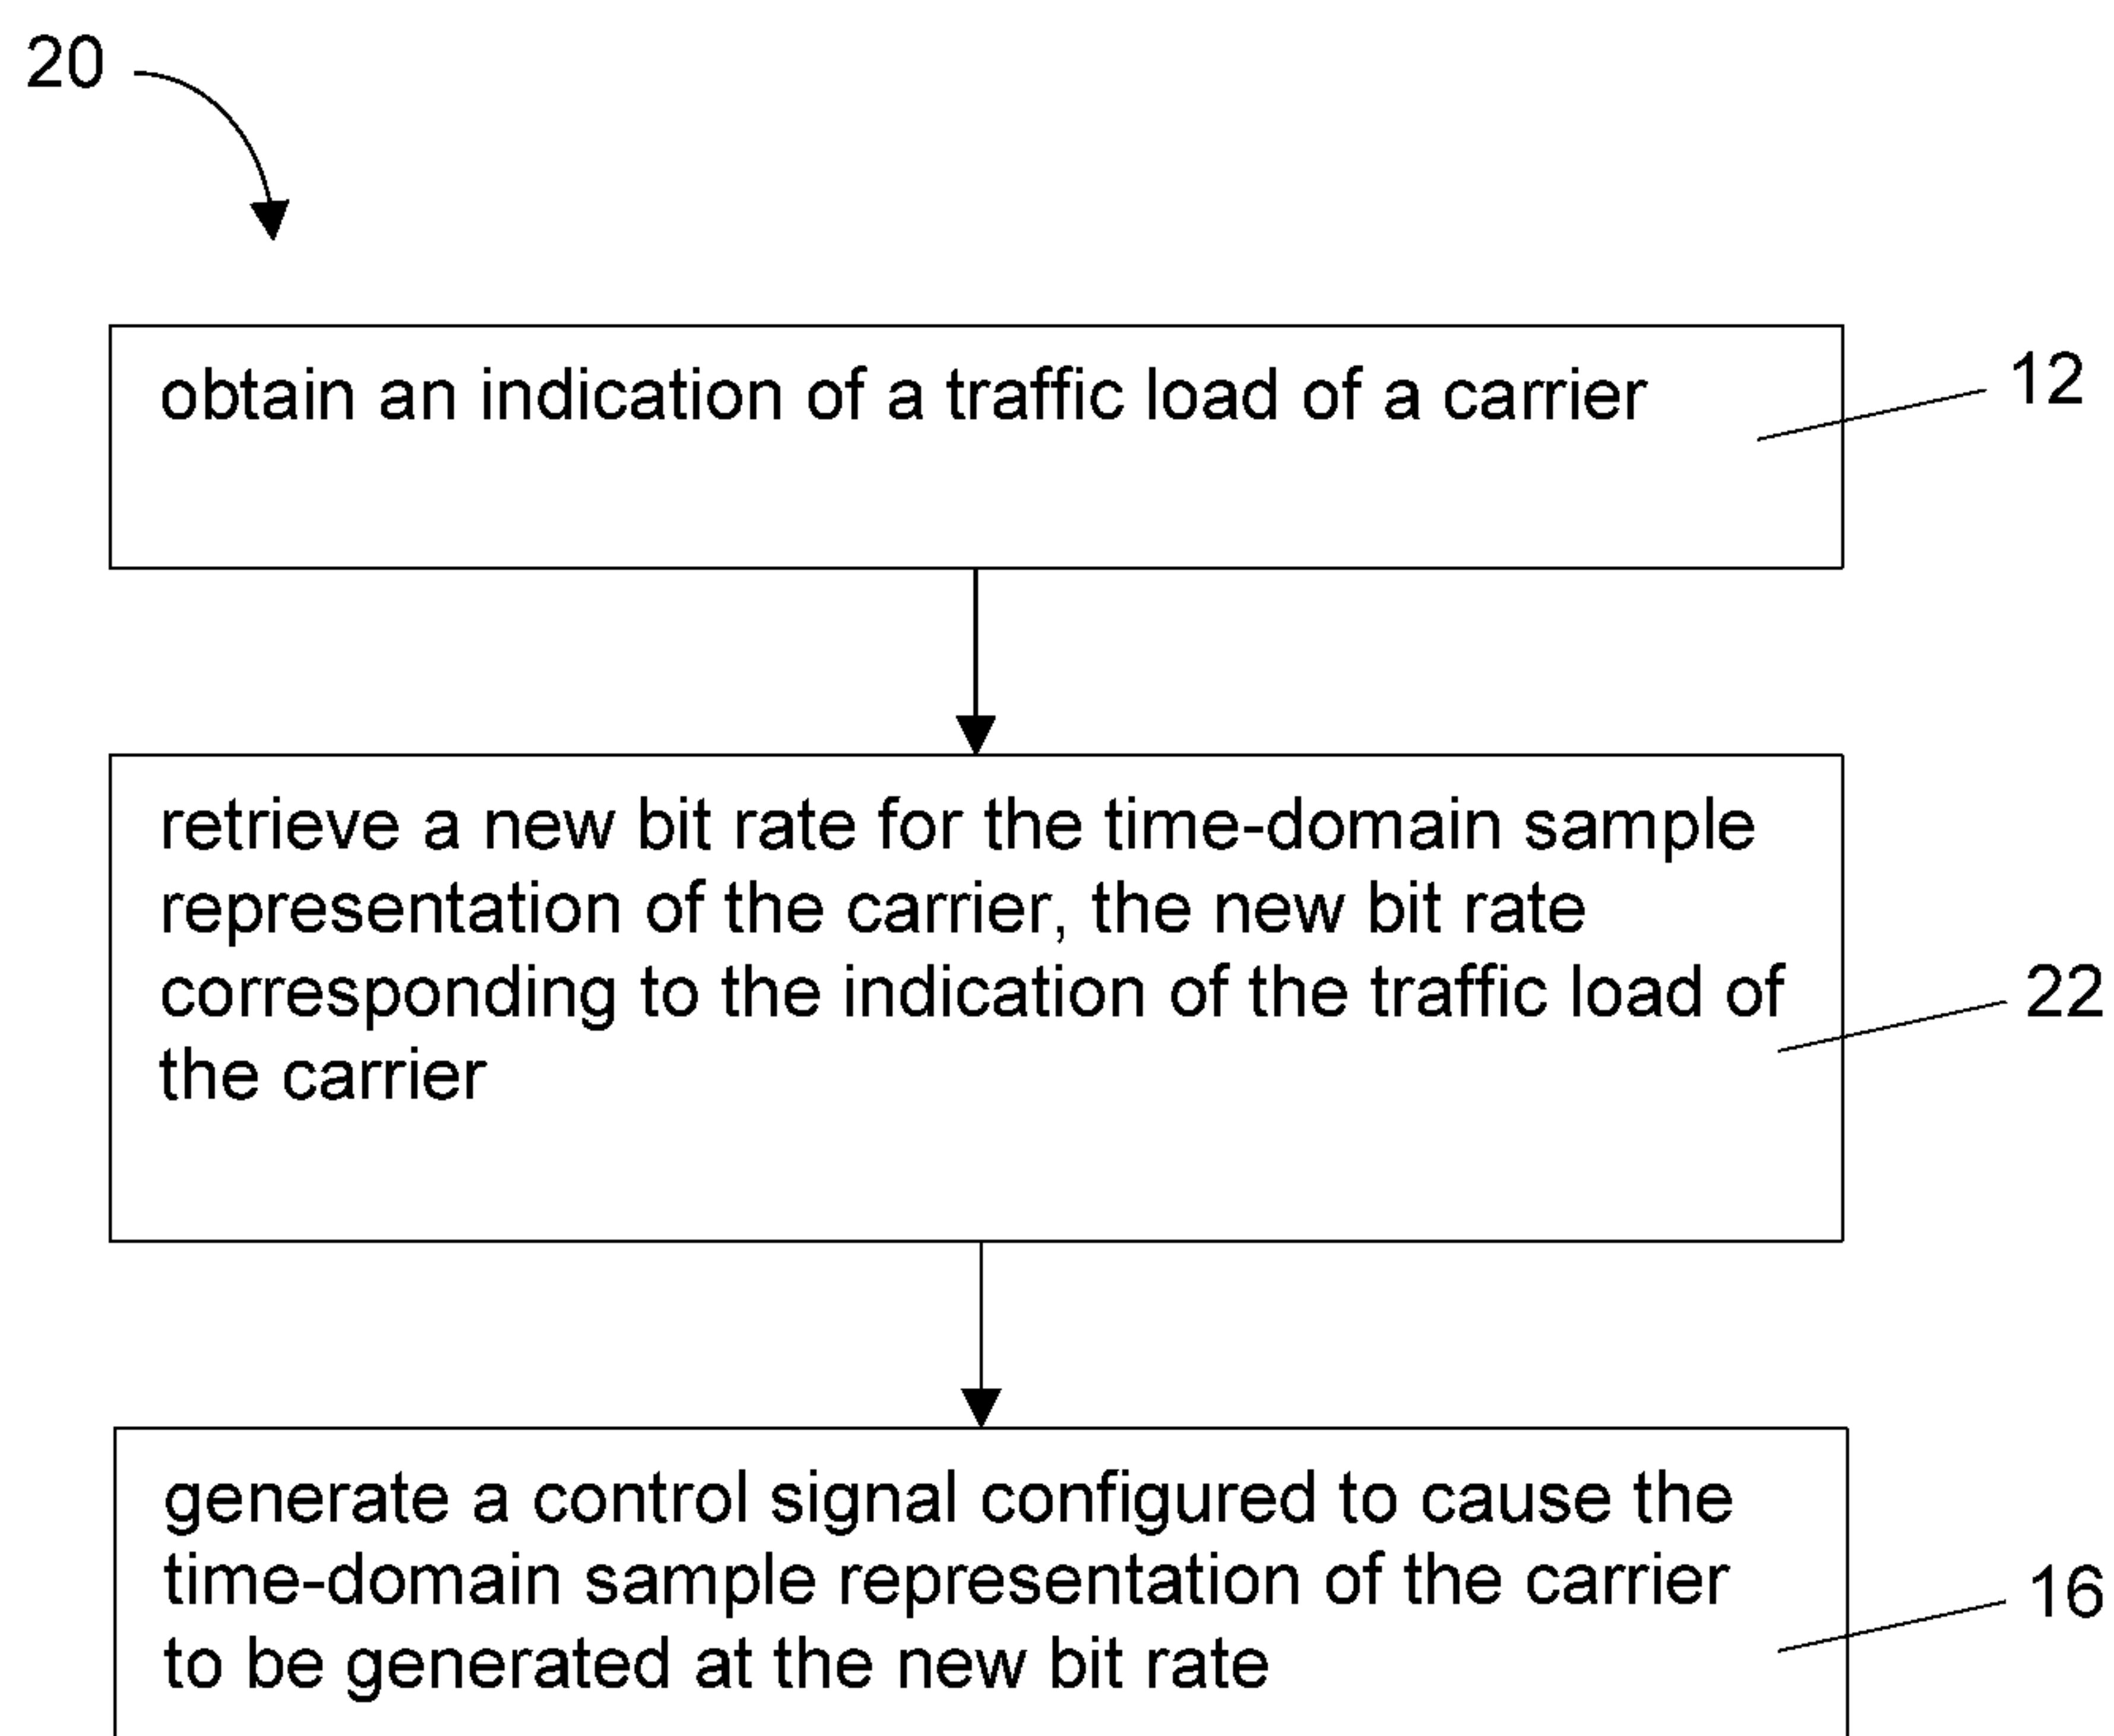 20
obtain an indication of a traffic load of a carrier
12
retrieve a new bit rate for the time-domain sample
representation of the carrier, the new bit rate
corresponding to the indication of the traffic load of
the carrier
22
generate a control signal configured to cause the
time-domain sample representation of the carrier
to be generated at the new bit rate
16